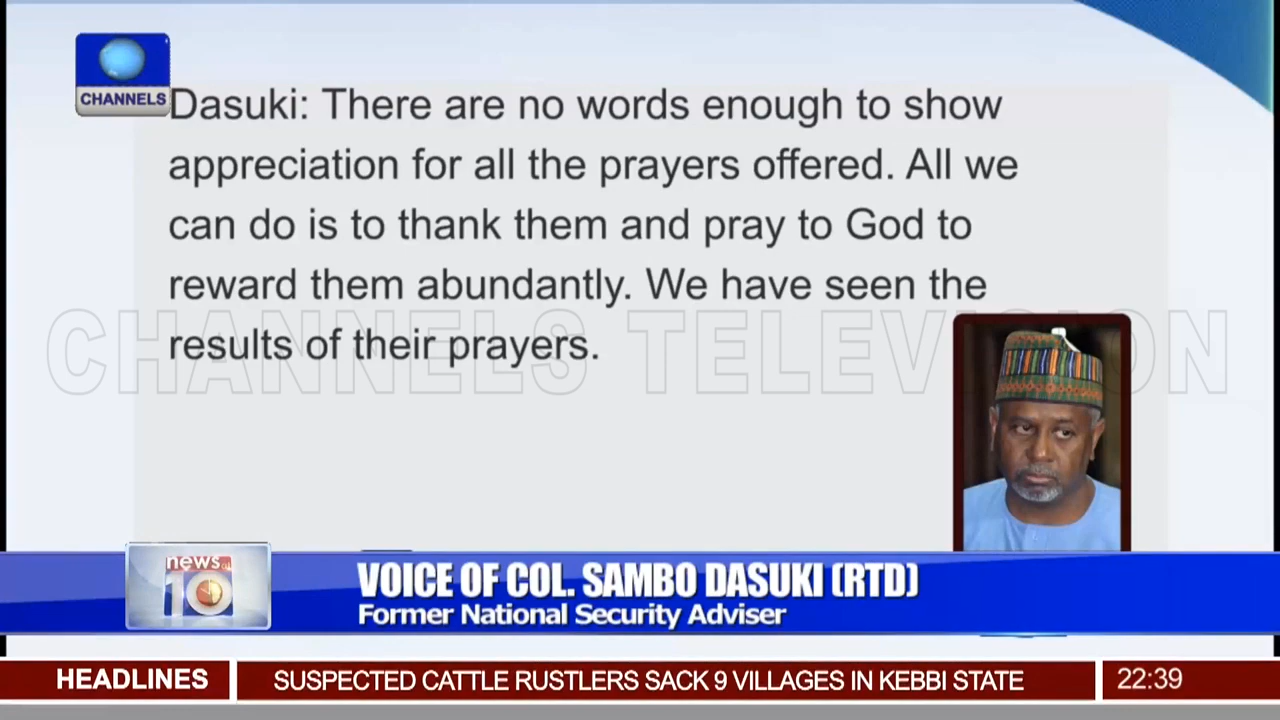 CHANNELS
Dasuki: There are no words enough to show
appreciation for all the prayers offered. All we
can do is to thank them and pray to God to
reward them abundantly. We have seen the
results of their prayers.
CHANNELS TELEVISION
news at
10
VOICE OF COL. SAMBO DASUKI (RTD)
Former National Security Adviser
HEADLINES
SUSPECTED CATTLE RUSTLERS SACK 9 VILLAGES IN KEBBI STATE
22:39